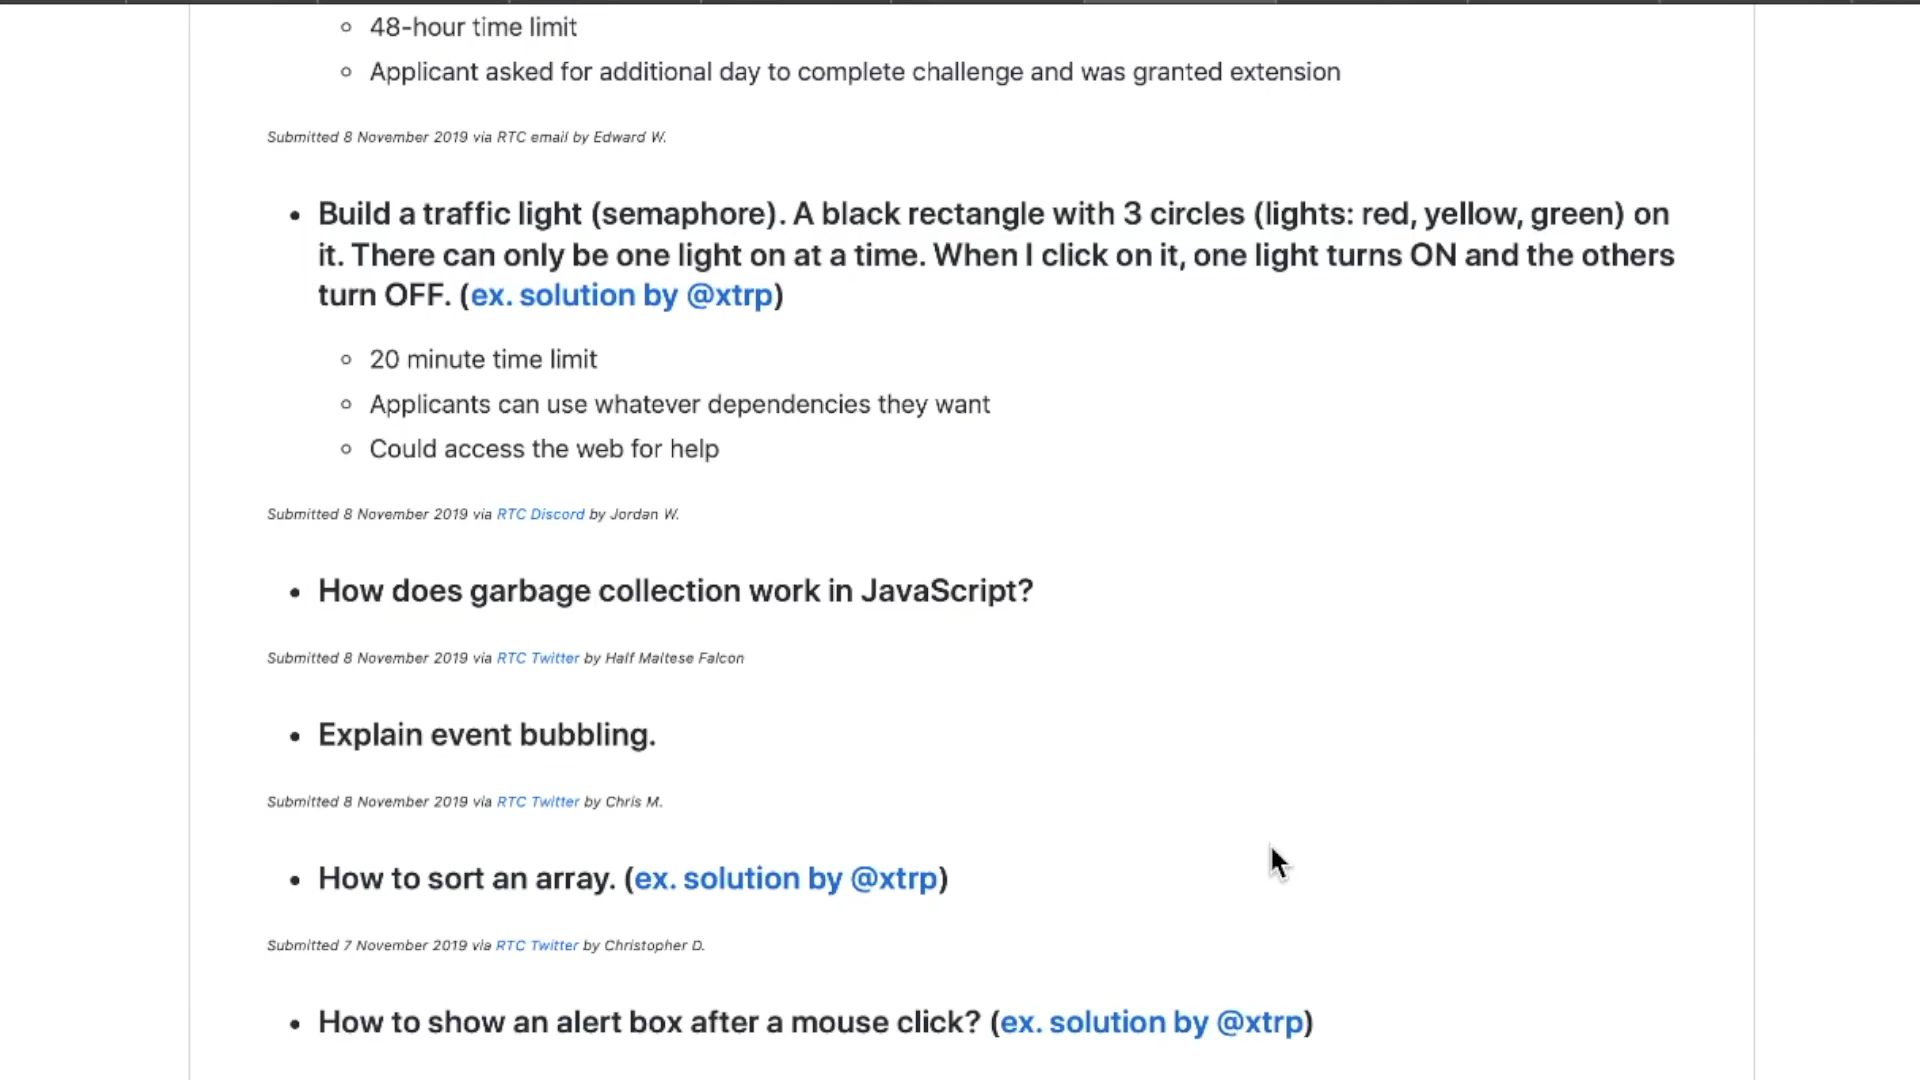 48-hour time limit
Applicant asked for additional day to complete challenge and was granted extension
Submitted 8 November 2019 via RTC email by Edward W.
Build a traffic light (semaphore). A black rectangle with 3 circles (lights: red, yellow, green) on
it. There can only be one light on at a time. When I click on it, one light turns ON and the others
turn OFF. (ex. solution by @xtrp)
20 minute time limit
Applicants can use whatever dependencies they want
Could access the web for help
Submitted 8 November 2019 via RTC Discord by Jordan W.
How does garbage collection work in JavaScript?
Submitted 8 November 2019 via RTC Twitter by Half Maltese Falcon
Explain event bubbling.
Submitted 8 November 2019 via RTC Twitter by Chris M.
How to sort an array. (ex. solution by @xtrp)
Submitted 7 November 2019 via RTC Twitter by Christopher D.
How to show an alert box after a mouse click? (ex. solution by @xtrp)